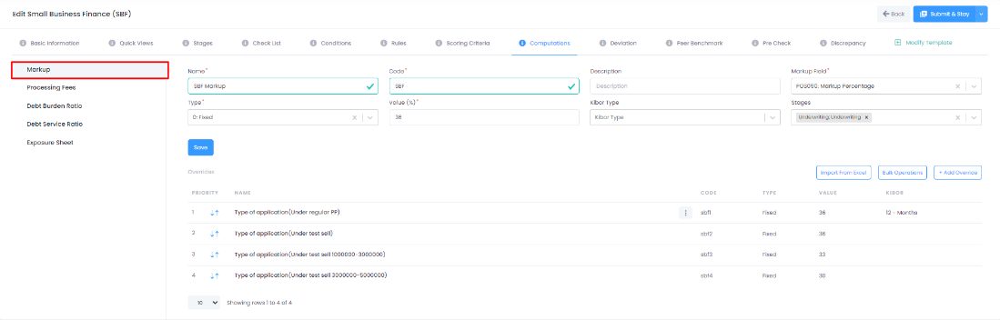 Edit Small Business Finance (SBF)
Back
Submit & Stay
Basic Information
Quick Views
Stages
Check List
Conditions
Rules
Scoring Criteria
Computations
Deviation
Peer Benchmark
Pre Check
Discrepancy
Modify Template
Markup
Processing Fees
Debt Burden Ratio
Debt Service Ratio
Exposure Sheet
Name*
Code*
Description
Markup Field*
SBF Markup
SBF
Description
POS090: Markup Percentage
Type*
Value (%)*
Kibor Type
Stages
0: Fixed
36
Kibor Type
Underwriting: Underwriting ×
Save
Overrides
Import From Excel
Bulk Operations
+ Add Override
PRIORITY NAME CODE TYPE VALUE KIBOR
1 Type of application(Under regular PP) sbf1 Fixed 36 12 - Months
2 Type of application(Under test sell) sbf2 Fixed 36
3 Type of application(Under test sell 1000000-3000000) sbf3 Fixed 33
4 Type of application(Under test sell 3000000-5000000) sbf4 Fixed 30
10 Showing rows 1 to 4 of 4